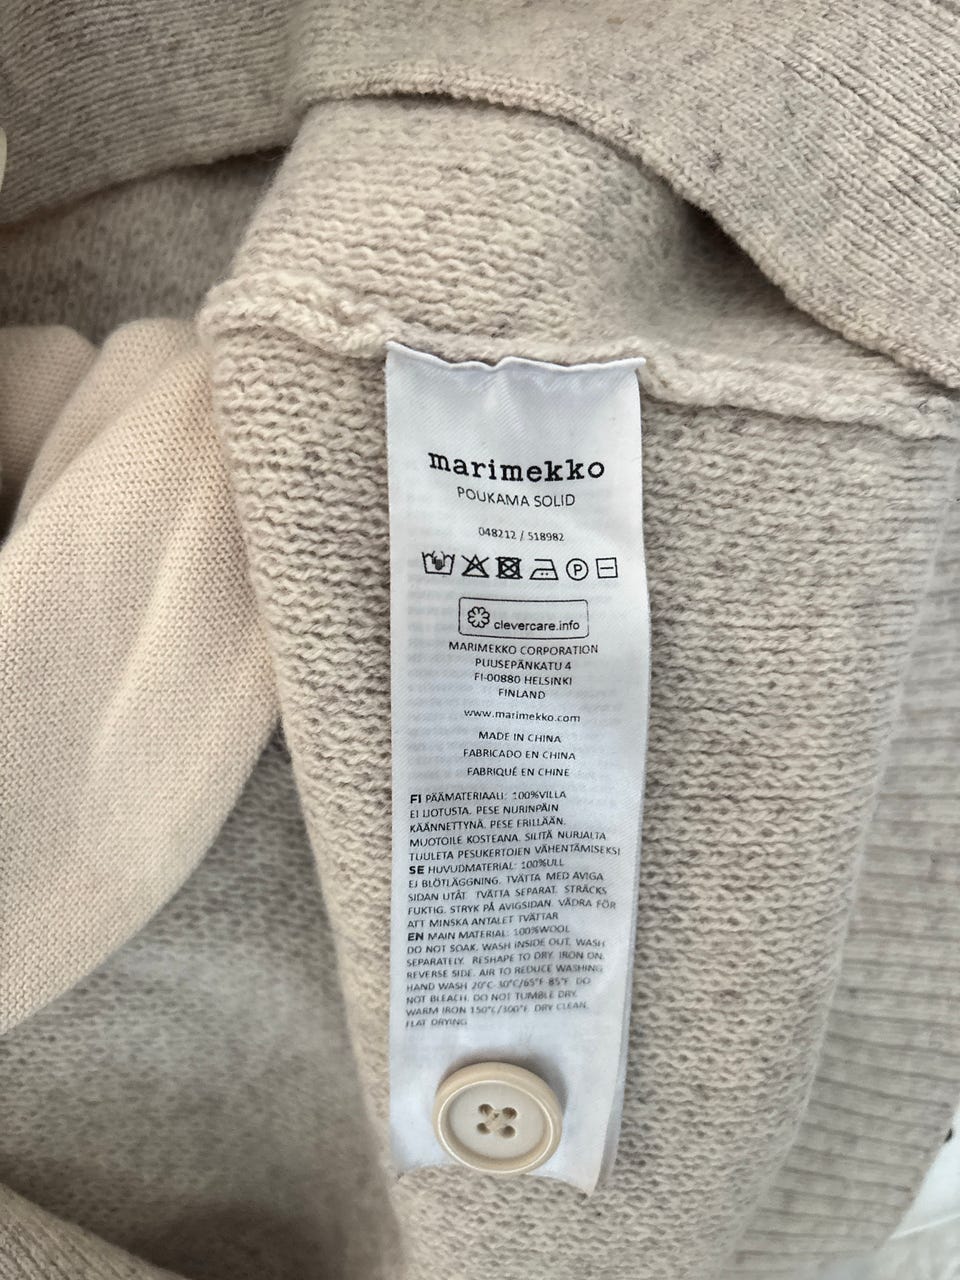 marimekko
POUKAMA SOLID
048212 / 518982
P
clevercare.info
MARIMEKKO CORPORATION
PUUSEPÄNKATU 4
FI-00880 HELSINKI
FINLAND
www.marimekko.com
MADE IN CHINA
FABRICADO EN CHINA
FABRIQUÉ EN CHINE
FI PÄÄMATERIAALI: 100%VILLA
EI LIOTUSTA. PESE NURINPÄIN
KÄÄNNETTYNÄ. PESE ERILLÄÄN.
MUOTOILE KOSTEANA. SILITÄ NURJALTA
TUULETA PESUKERTOJEN VÄHENTÄMISEKSI
SE HUVUDMATERIAL: 100%ULL
EJ BLÖTLÄGGNING. TVÄTTA MED AVIGA
SIDAN UTÅT TVÄTTA SEPARAT. STRÄCKS
FUKTIG. STRYK PÅ AVIGSIDAN. VÄDRA FÖR
ATT MINSKA ANTALET TVÄTTAR
EN MAIN MATERIAL: 100%WOOL
DO NOT SOAK. WASH INSIDE OUT. WASH
SEPARATELY. RESHAPE TO DRY. IRON ON
REVERSE SIDE. AIR TO REDUCE WASHING
HAND WASH 20°C-30°C/65°F-85°F. DO
NOT BLEACH. DO NOT TUMBLE DRY.
WARM IRON 150°C/300°F. DRY CLEAN.
FLAT DRYING